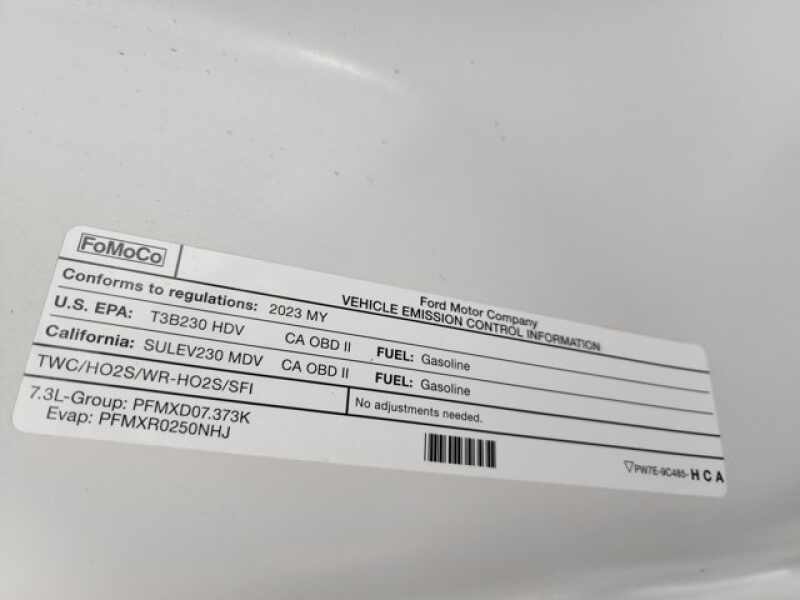 FoMoCo
Ford Motor Company
VEHICLE EMISSION CONTROL INFORMATION
Conforms to regulations: 2023 MY
U.S. EPA: T3B230 HDV CA OBD II FUEL: Gasoline
California: SULEV230 MDV CA OBD II FUEL: Gasoline
TWC/HO2S/WR-HO2S/SFI
No adjustments needed.
7.3L-Group: PFMXD07.373K
Evap: PFMXR0250NHJ
PW7E-9C485-HCA